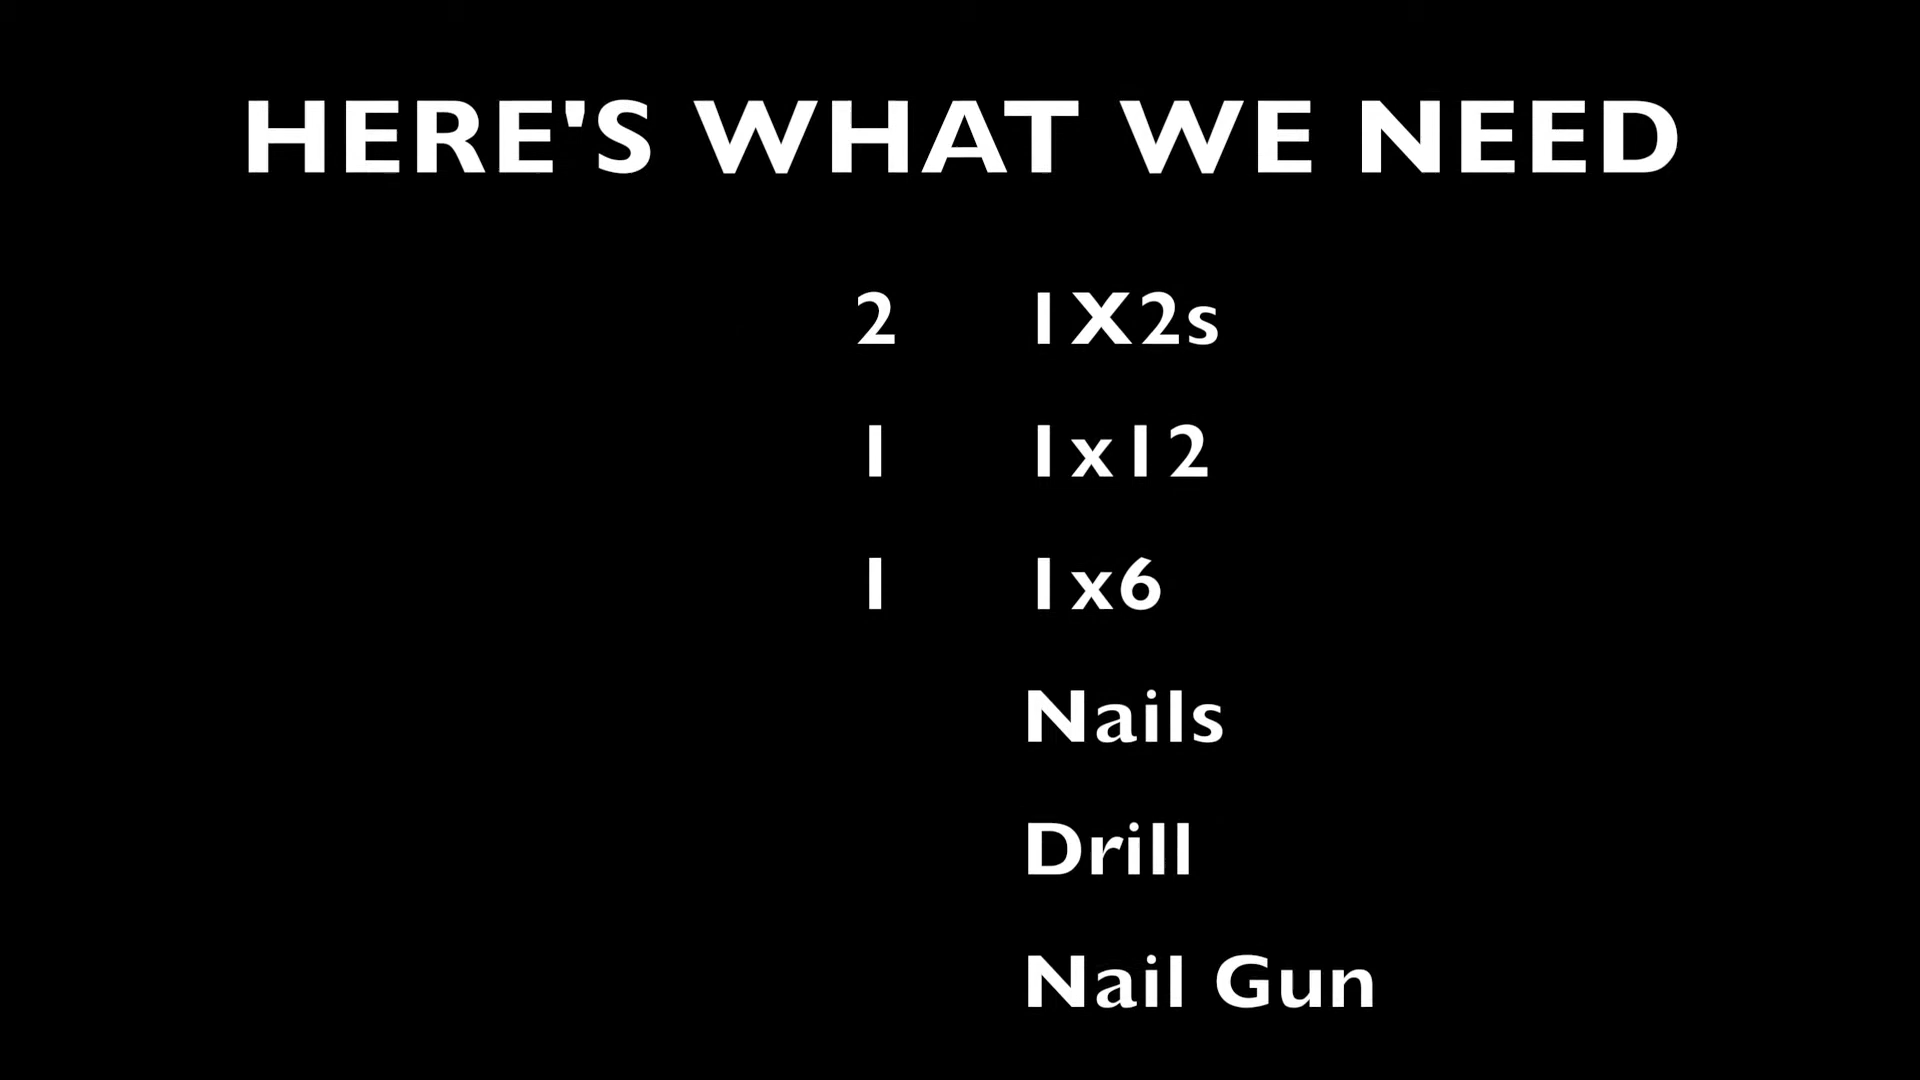 HERE'S WHAT WE NEED
2 1X2s
1 1x12
1 1x6
Nails
Drill
Nail Gun